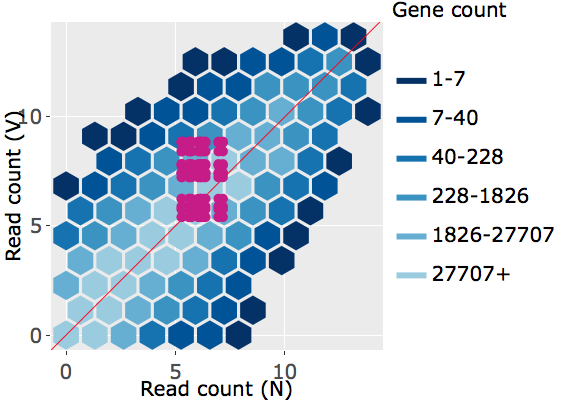 Gene count
1-7
7-40
40-228
228-1826
1826-27707
27707+
Read count (V)
10
5
0
0 5 10
Read count (N)